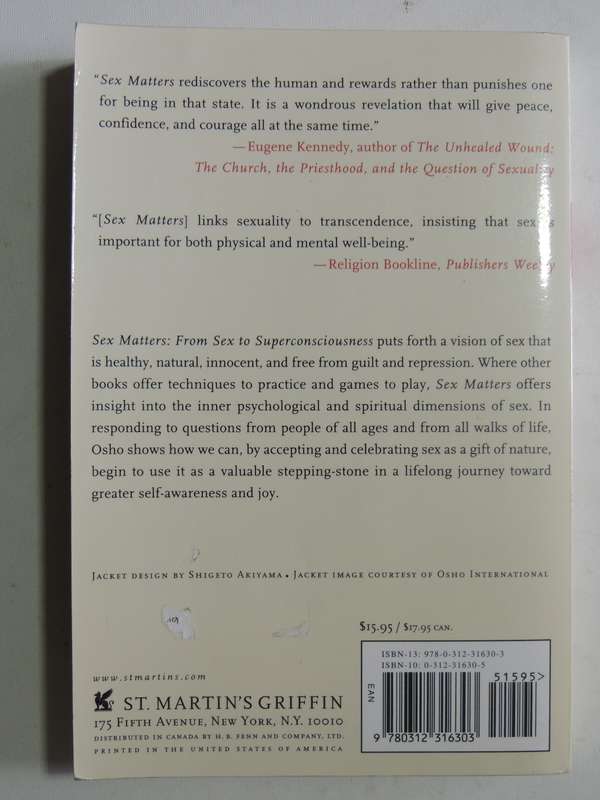 “Sex Matters rediscovers the human and rewards rather than punishes one
for being in that state. It is a wondrous revelation that will give peace,
confidence, and courage all at the same time.”
—Eugene Kennedy, author of The Unhealed Wound:
The Church, the Priesthood, and the Question of Sexuality
“[Sex Matters] links sexuality to transcendence, insisting that sex is
important for both physical and mental well-being.”
—Religion Bookline, Publishers Weekly
Sex Matters: From Sex to Superconsciousness puts forth a vision of sex that
is healthy, natural, innocent, and free from guilt and repression. Where other
books offer techniques to practice and games to play, Sex Matters offers
insight into the inner psychological and spiritual dimensions of sex. In
responding to questions from people of all ages and from all walks of life,
Osho shows how we can, by accepting and celebrating sex as a gift of nature,
begin to use it as a valuable stepping-stone in a lifelong journey toward
greater self-awareness and joy.
Jacket design by Shigeto Akiyama • Jacket image courtesy of Osho International
$15.95 / $17.95 CAN.
ISBN-13: 978-0-312-31630-3
ISBN-10: 0-312-31630-5
51595>
EAN
9 780312 316303
www.stmartins.com
ST. MARTIN'S GRIFFIN
175 Fifth Avenue, New York, N.Y. 10010
DISTRIBUTED IN CANADA BY H. B. FENN AND COMPANY, LTD.
PRINTED IN THE UNITED STATES OF AMERICA